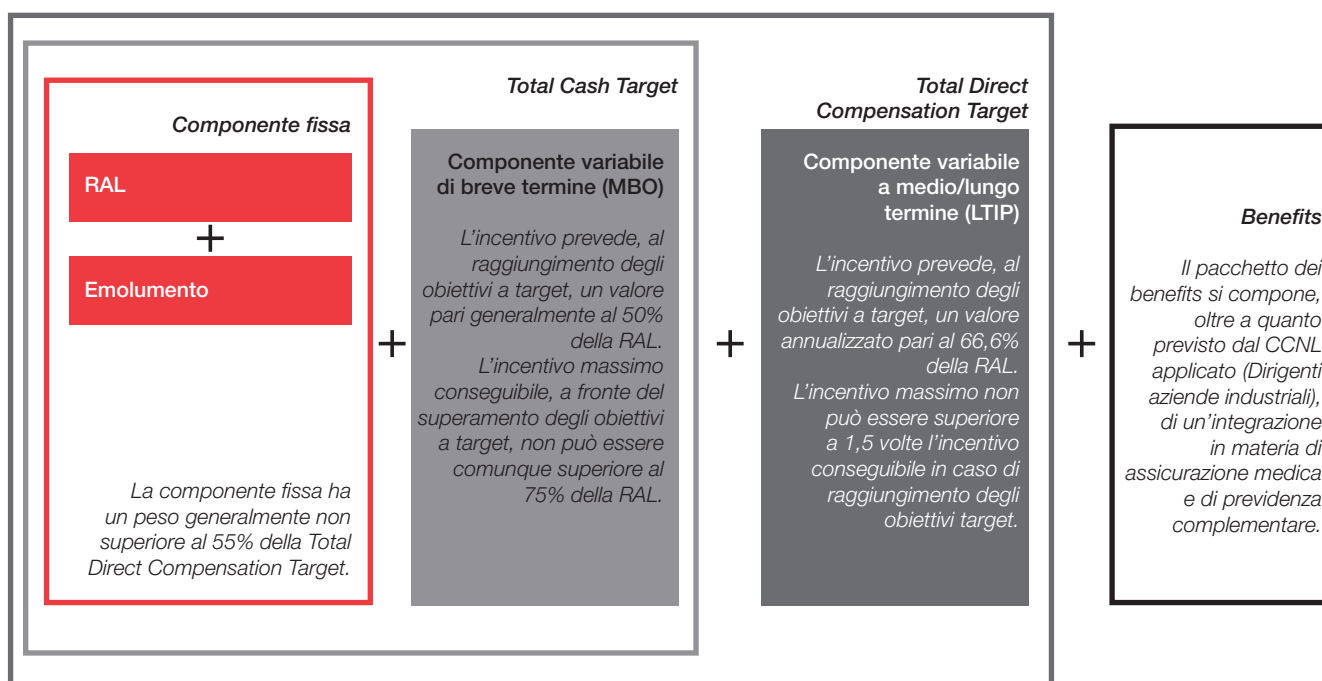 Total Cash Target
Total Direct
Compensation Target
Componente fissa
RAL
+
Emolumento
La componente fissa ha
un peso generalmente non
superiore al 55% della Total
Direct Compensation Target.
+
Componente variabile
di breve termine (MBO)
L’incentivo prevede, al
raggiungimento degli
obiettivi a target, un valore
pari generalmente al 50%
della RAL.
L’incentivo massimo
conseguibile, a fronte del
superamento degli obiettivi
a target, non può essere
comunque superiore al
75% della RAL.
+
Componente variabile
a medio/lungo
termine (LTIP)
L’incentivo prevede, al
raggiungimento degli
obiettivi a target, un valore
annualizzato pari al 66,6%
della RAL.
L’incentivo massimo non
può essere superiore
a 1,5 volte l’incentivo
conseguibile in caso di
raggiungimento degli
obiettivi target.
+
Benefits
Il pacchetto dei
benefits si compone,
oltre a quanto
previsto dal CCNL
applicato (Dirigenti
aziende industriali),
di un’integrazione
in materia di
assicurazione medica
e di previdenza
complementare.